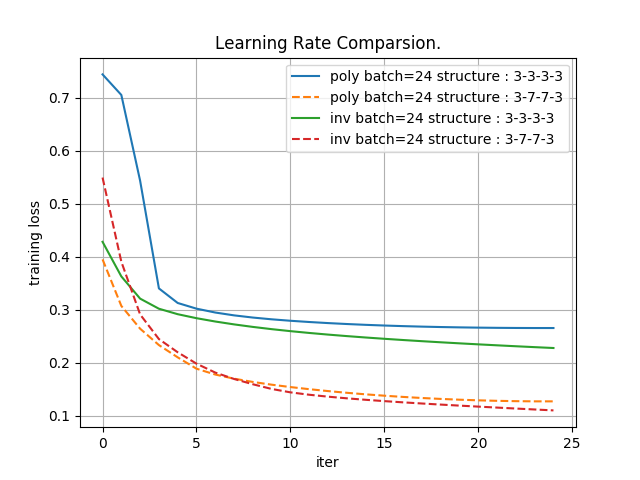 Learning Rate Comparsion.
poly batch=24 structure : 3-3-3-3
poly batch=24 structure : 3-7-7-3
inv batch=24 structure : 3-3-3-3
inv batch=24 structure : 3-7-7-3
training loss
0.7
0.6
0.5
0.4
0.3
0.2
0.1
0 5 10 15 20 25
iter